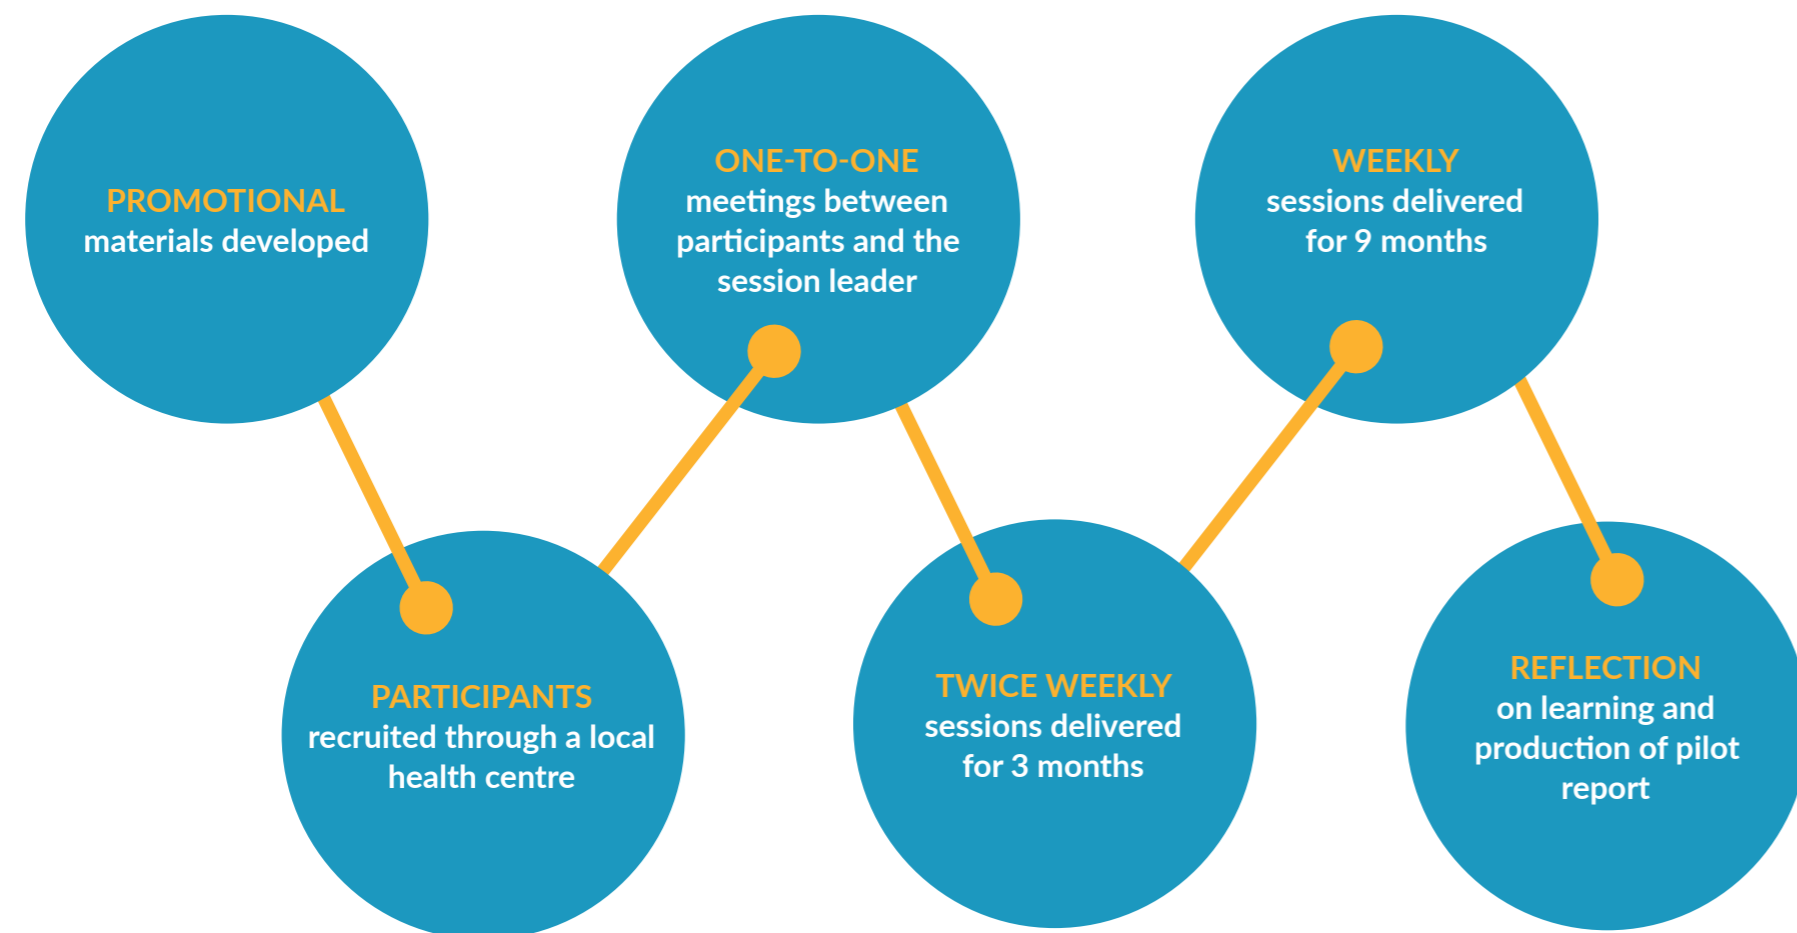 PROMOTIONAL
materials developed
PARTICIPANTS
recruited through a local
health centre
ONE-TO-ONE
meetings between
participants and the
session leader
TWICE WEEKLY
sessions delivered
for 3 months
WEEKLY
sessions delivered
for 9 months
REFLECTION
on learning and
production of pilot
report